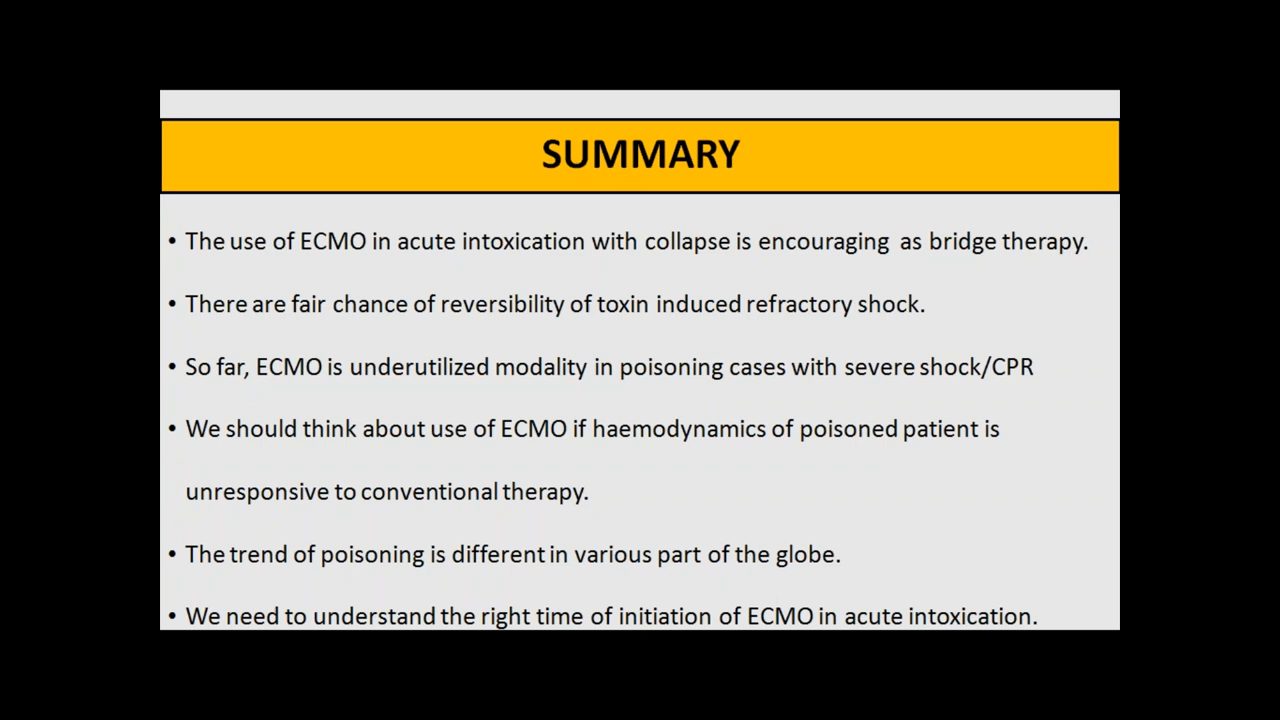 SUMMARY
• The use of ECMO in acute intoxication with collapse is encouraging as bridge therapy.
• There are fair chance of reversibility of toxin induced refractory shock.
• So far, ECMO is underutilized modality in poisoning cases with severe shock/CPR
• We should think about use of ECMO if haemodynamics of poisoned patient is
unresponsive to conventional therapy.
• The trend of poisoning is different in various part of the globe.
• We need to understand the right time of initiation of ECMO in acute intoxication.